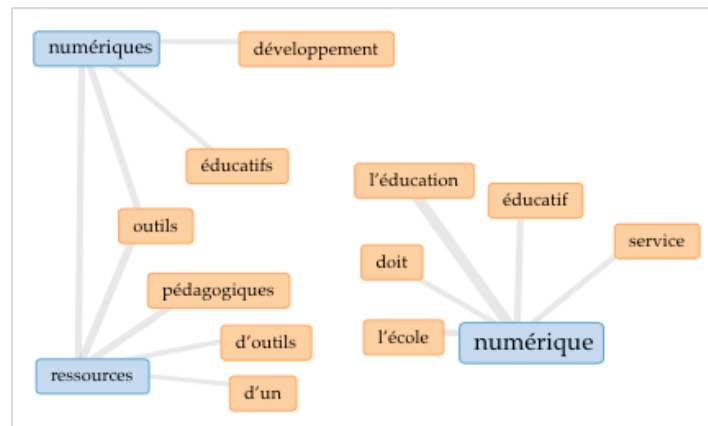 numériques
développement
éducatifs
outils
pédagogiques
d'outils
ressources
d'un
l'éducation
éducatif
service
doit
l'école
numérique